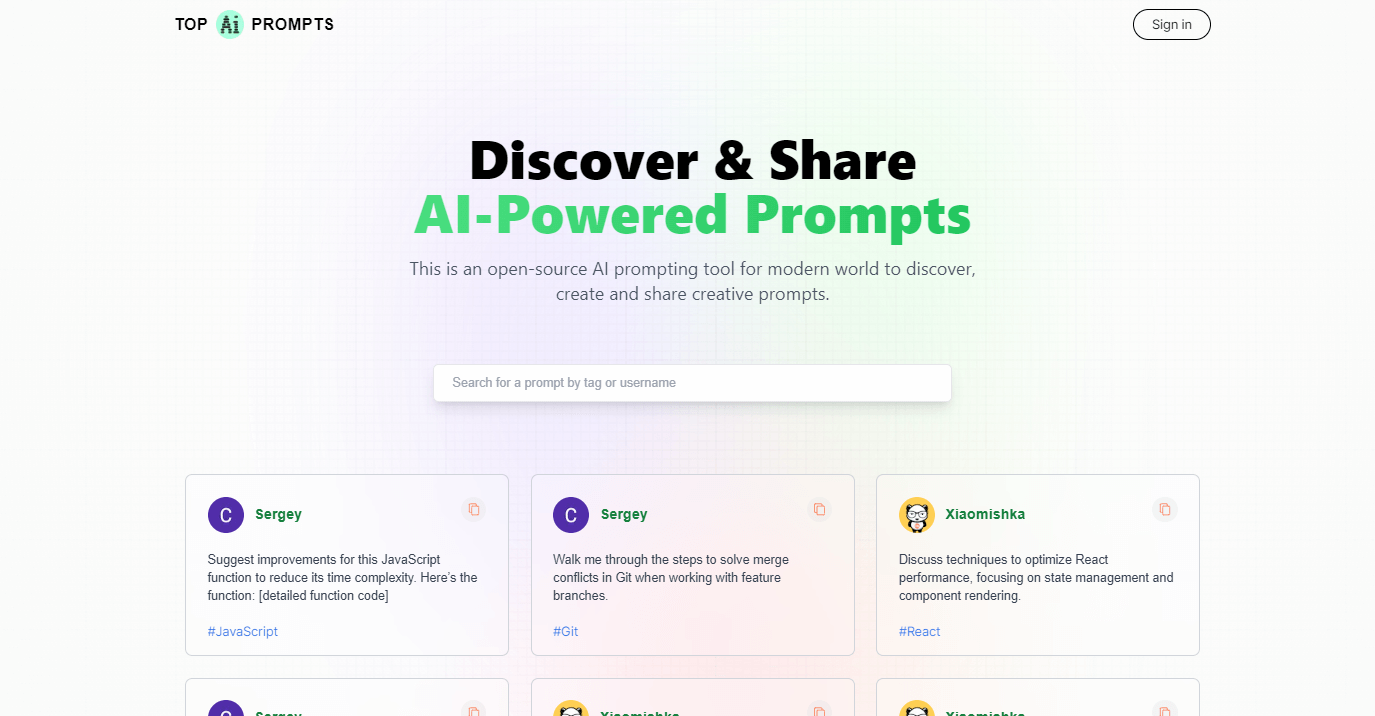 TOP Ai PROMPTS
Sign in
Discover & Share
AI-Powered Prompts
This is an open-source AI prompting tool for modern world to discover,
create and share creative prompts.
Search for a prompt by tag or username
C Sergey
Suggest improvements for this JavaScript
function to reduce its time complexity. Here's the
function: [detailed function code]
#JavaScript
C Sergey
Walk me through the steps to solve merge
conflicts in Git when working with feature
branches.
#Git
Xiaomishka
Discuss techniques to optimize React
performance, focusing on state management and
component rendering.
#React
C Sergey
Xiaomishka
Xiaomishka